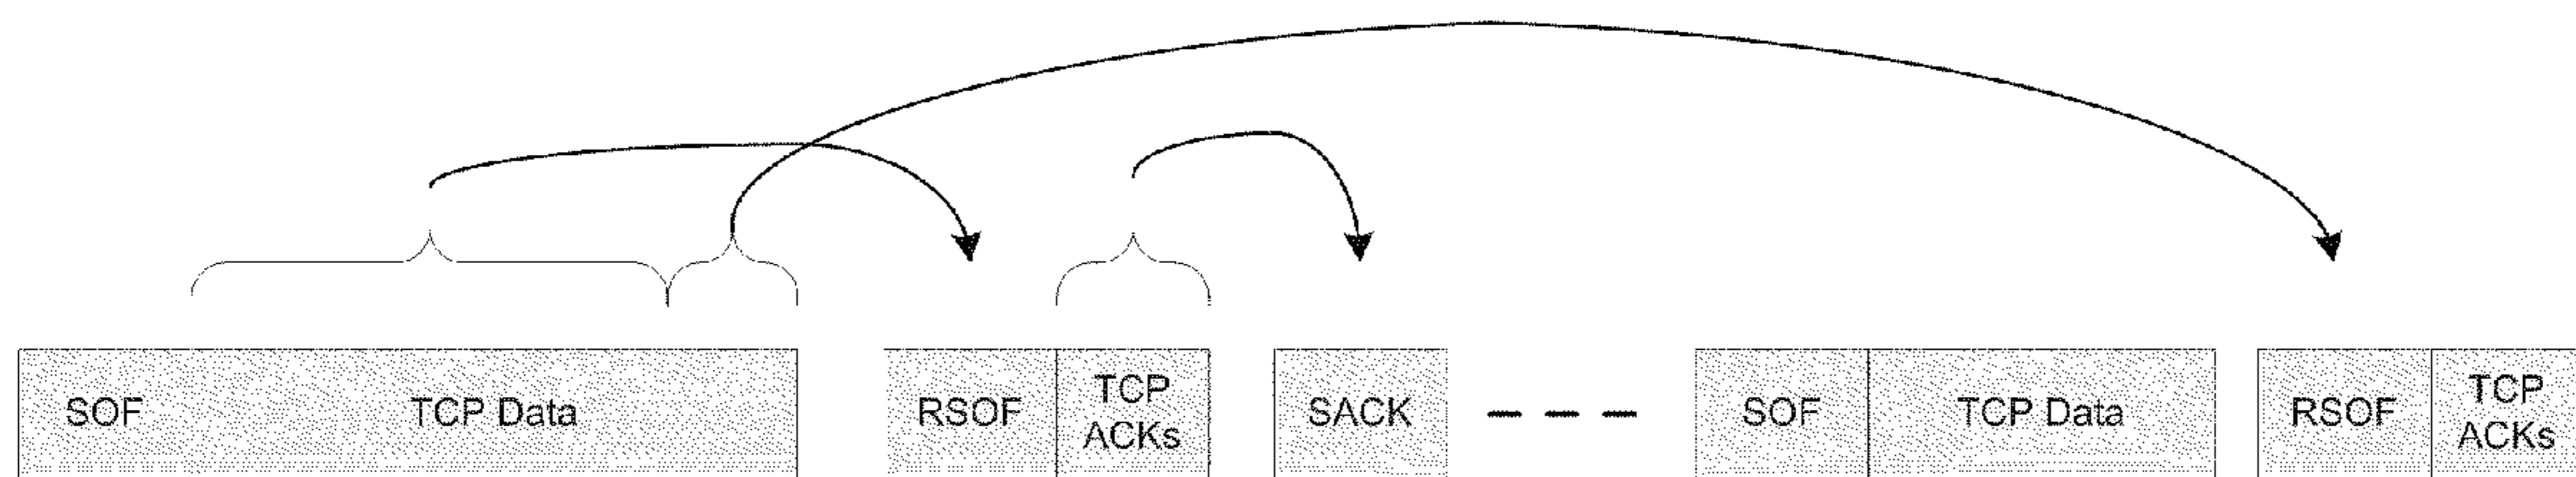 SOF
TCP Data
RSOF
TCP
ACKs
SACK
SOF
TCP Data
RSOF
TCP
ACKs